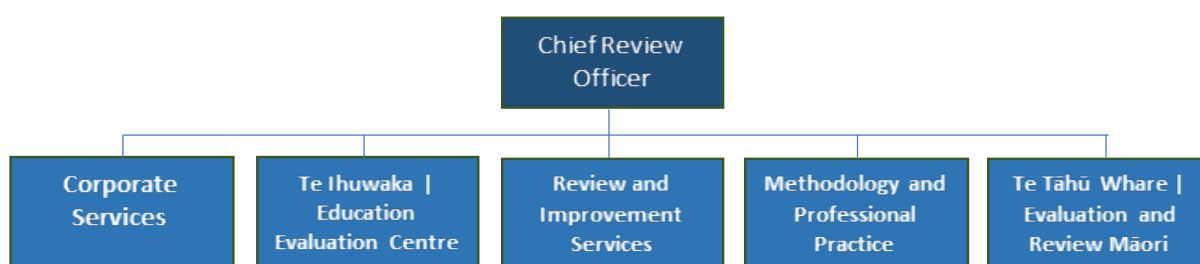 Chief Review
Officer
Corporate
Services
Te Ihuwaka |
Education
Evaluation Centre
Review and
Improvement
Services
Methodology and
Professional
Practice
Te Tāhū Whare |
Evaluation and
Review Māori